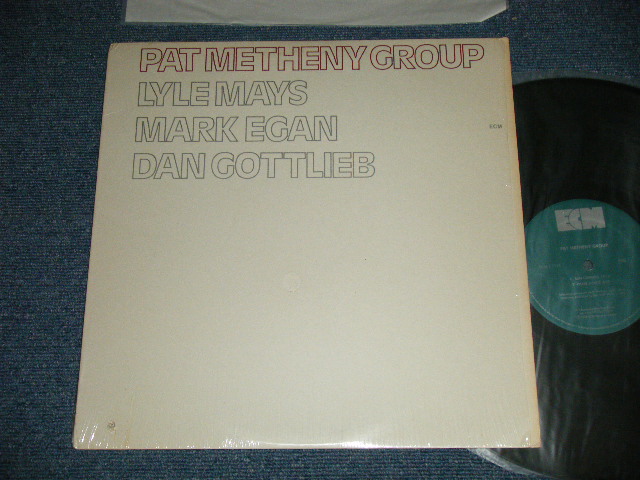 PAT METHENY GROUP
LYLE MAYS
MARK EGAN
DAN GOTTLIEB
ECM
ECM
PAT METHENY GROUP